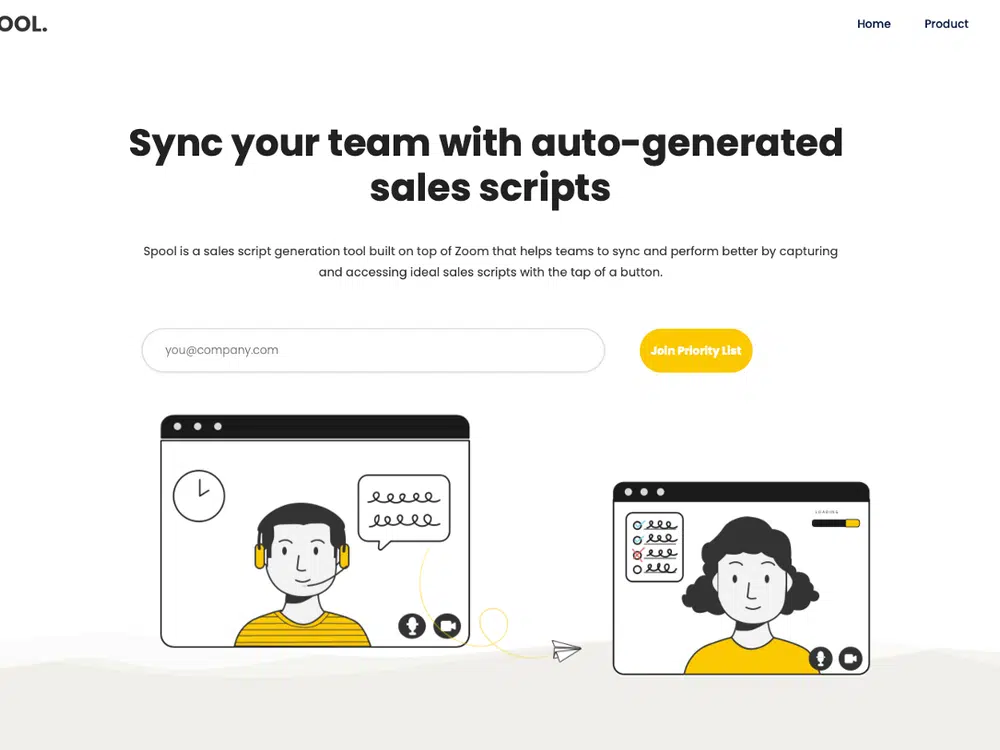 OOL.
Home
Product
Sync your team with auto-generated
sales scripts
Spool is a sales script generation tool built on top of Zoom that helps teams to sync and perform better by capturing
and accessing ideal sales scripts with the tap of a button.
you@company.com
Join Priority List
LOADING